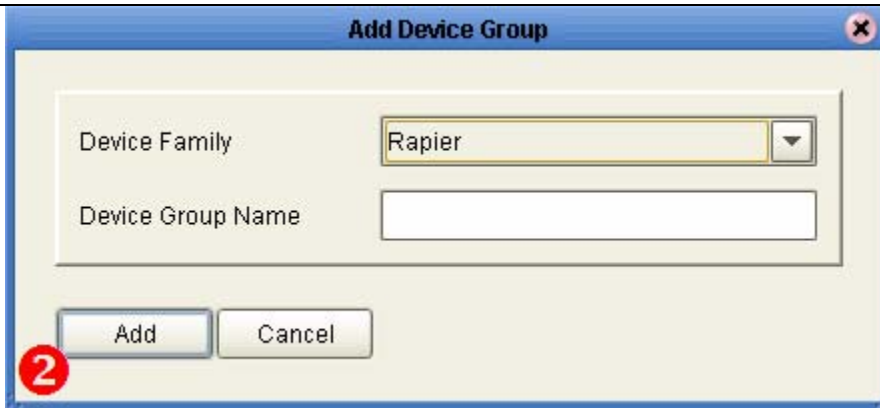 Add Device Group
Device Family Rapier
Device Group Name
Add Cancel
2